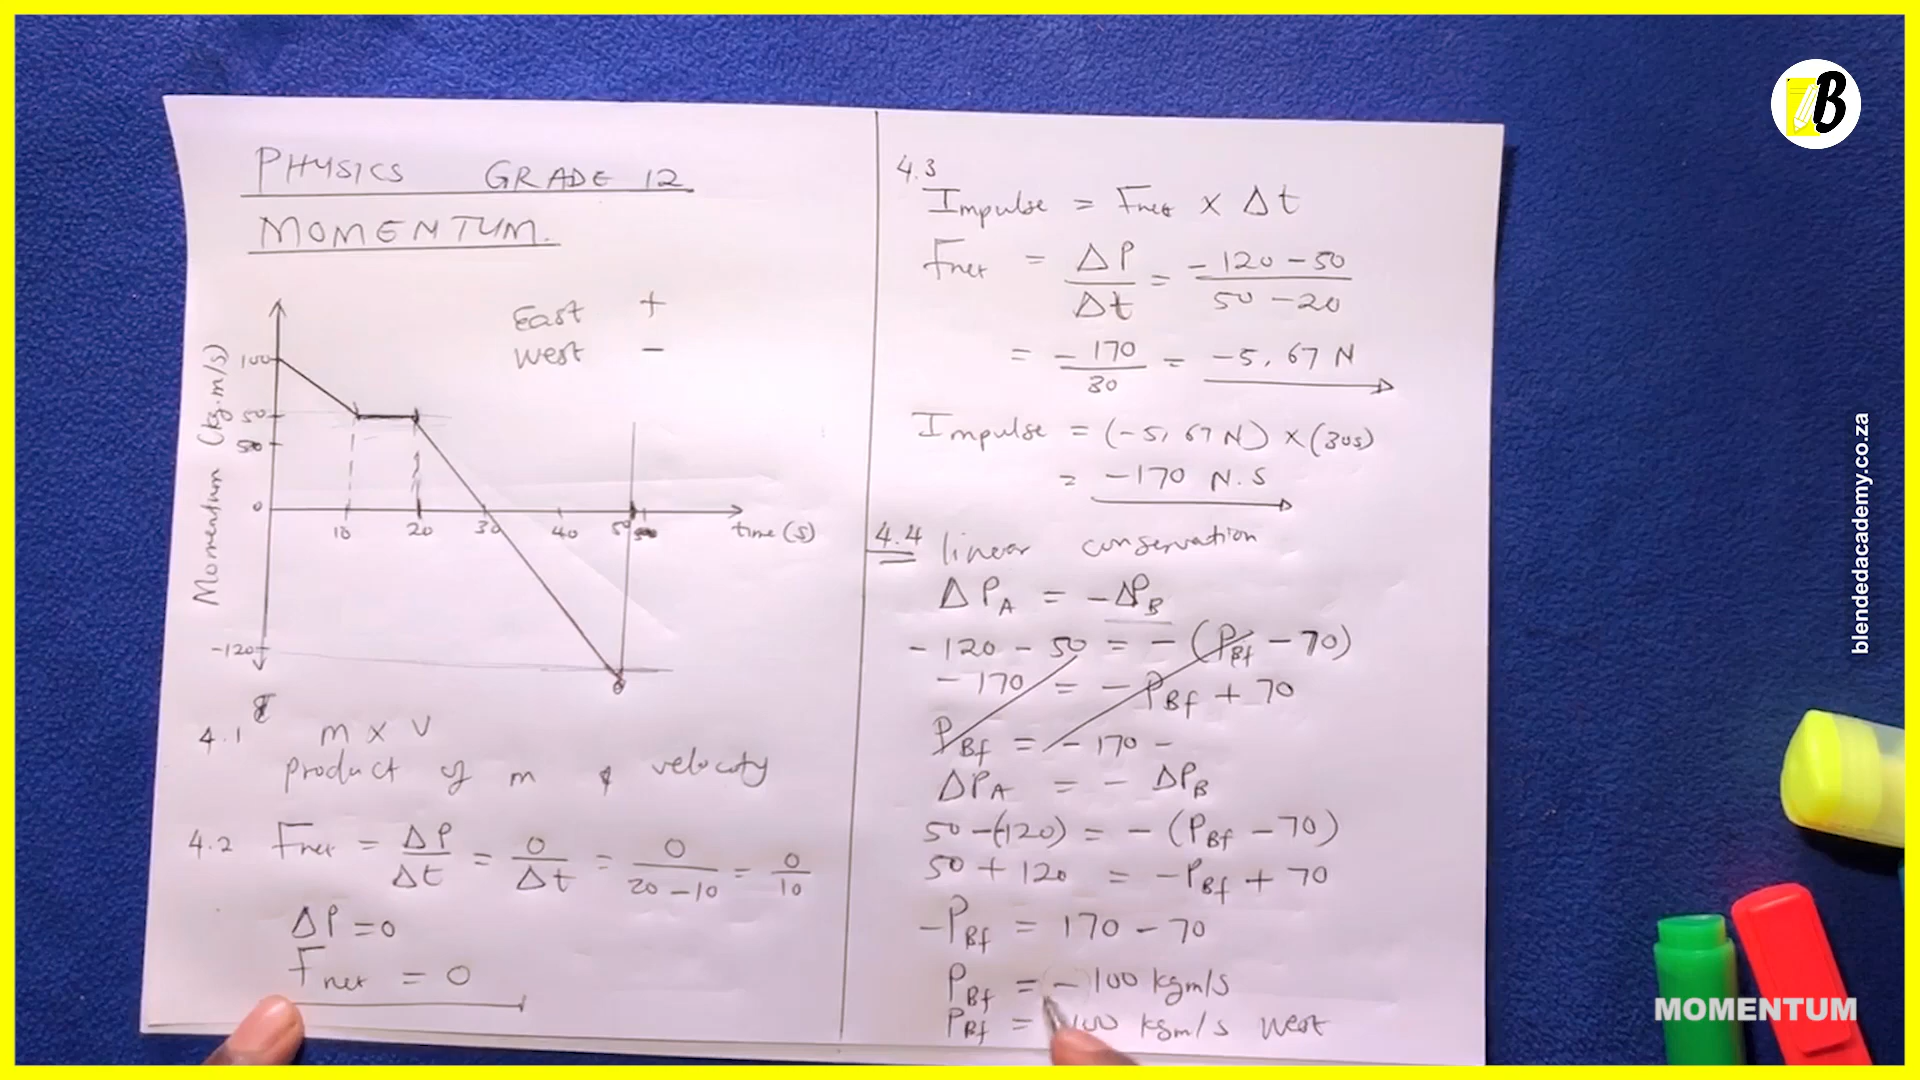 PHYSICS GRADE 12
MOMENTUM.
East +
West −
Momentum (kg.m/s)
100
50
0
-120
10 20 30 40 50
time (s)
4.1 m x v
product of m & velocity
4.2 Fnet = ΔP/Δt = 0/Δt = 0/20-10 = 0/10
ΔP = 0
Fnet = 0
4.3
Impulse = Fnet x Δt
Fnet = ΔP/Δt = -120-50/50-20
= -170/30 = -5,67 N
Impulse = (-5,67N) x (30s)
= -170 N.S
4.4 linear conservation
ΔPA = -ΔPB
-120 - 50 = -(PBf - 70)
-170 = -PBf + 70
PBf = -170 -
ΔPA = - ΔPB
50-(-120) = -(PBf - 70)
50 + 120 = -PBf + 70
-PBf = 170 - 70
PBf = -100 kgm/s
PBf = 100 kgm/s west
B
blendedacademy.co.za
MOMENTUM